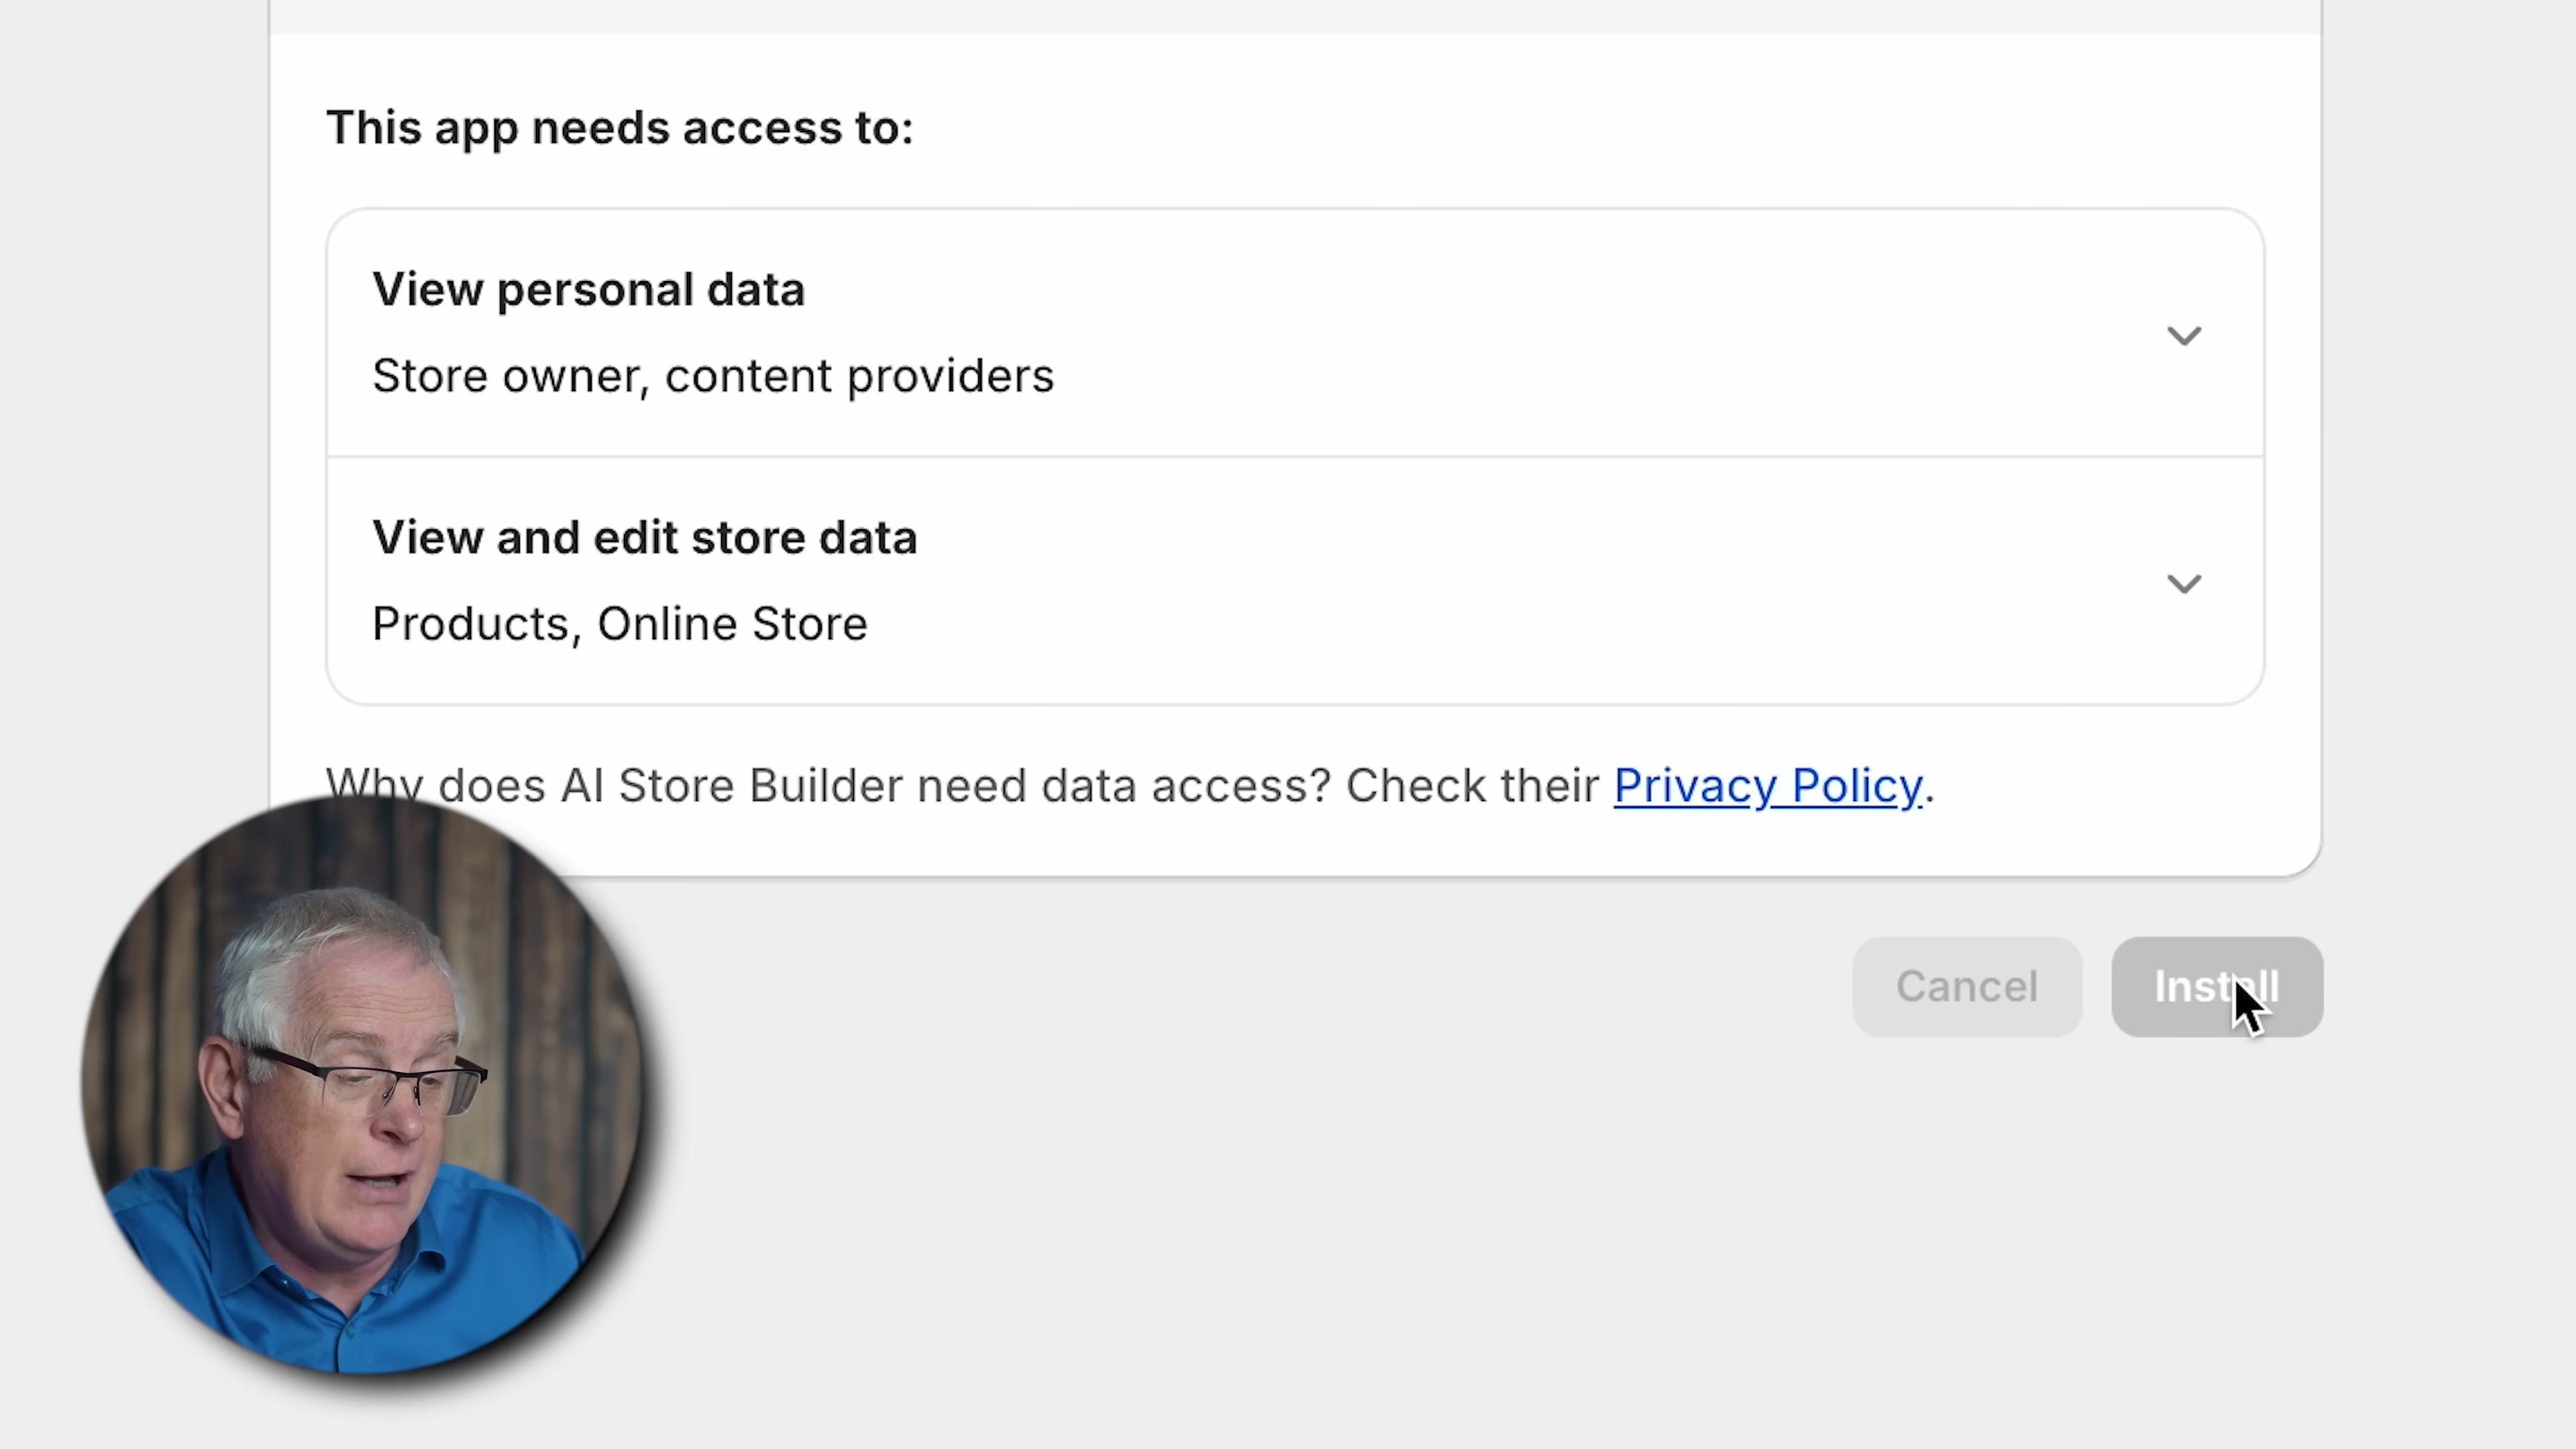 This app needs access to:
View personal data
Store owner, content providers
View and edit store data
Products, Online Store
Why does AI Store Builder need data access? Check their Privacy Policy.
Cancel
Install